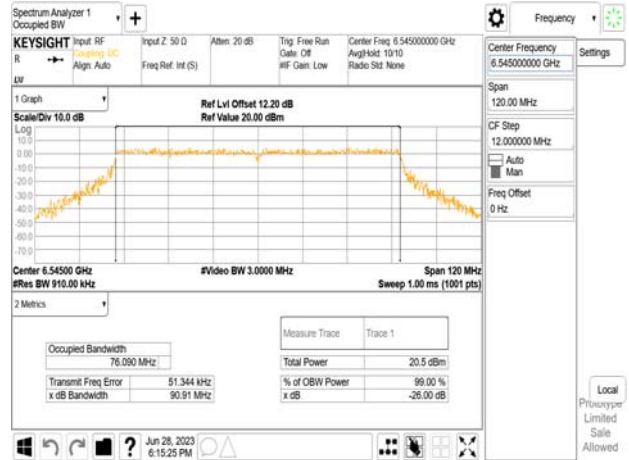 Spectrum Analyzer 1
Occupied BW
+
Frequency
KEYSIGHT
R
Input: RF
Coupling: DC
Align: Auto
Input Z: 50 Ω
Freq Ref: Int (S)
Atten: 20 dB
Trig: Free Run
Gate: Off
#IF Gain: Low
Center Freq: 6.545000000 GHz
Avg|Hold: 10/10
Radio Std: None
Center Frequency
6.545000000 GHz
Settings
Span
120.00 MHz
CF Step
12.000000 MHz
Auto
Man
Freq Offset
0 Hz
1 Graph
Scale/Div 10.0 dB
Ref Lvl Offset 12.20 dB
Ref Value 20.00 dBm
Log
10.0
0.00
-10.0
-20.0
-30.0
-40.0
-50.0
-60.0
-70.0
Center 6.54500 GHz
#Res BW 910.00 kHz
#Video BW 3.0000 MHz
Span 120 MHz
Sweep 1.00 ms (1001 pts)
2 Metrics
Measure Trace
Trace 1
Occupied Bandwidth
76.090 MHz
Total Power
20.5 dBm
Transmit Freq Error
51.344 kHz
% of OBW Power
99.00 %
x dB Bandwidth
90.91 MHz
x dB
-26.00 dB
Local
Prototype
Limited
Sale
Allowed
?
Jun 28, 2023
6:15:25 PM